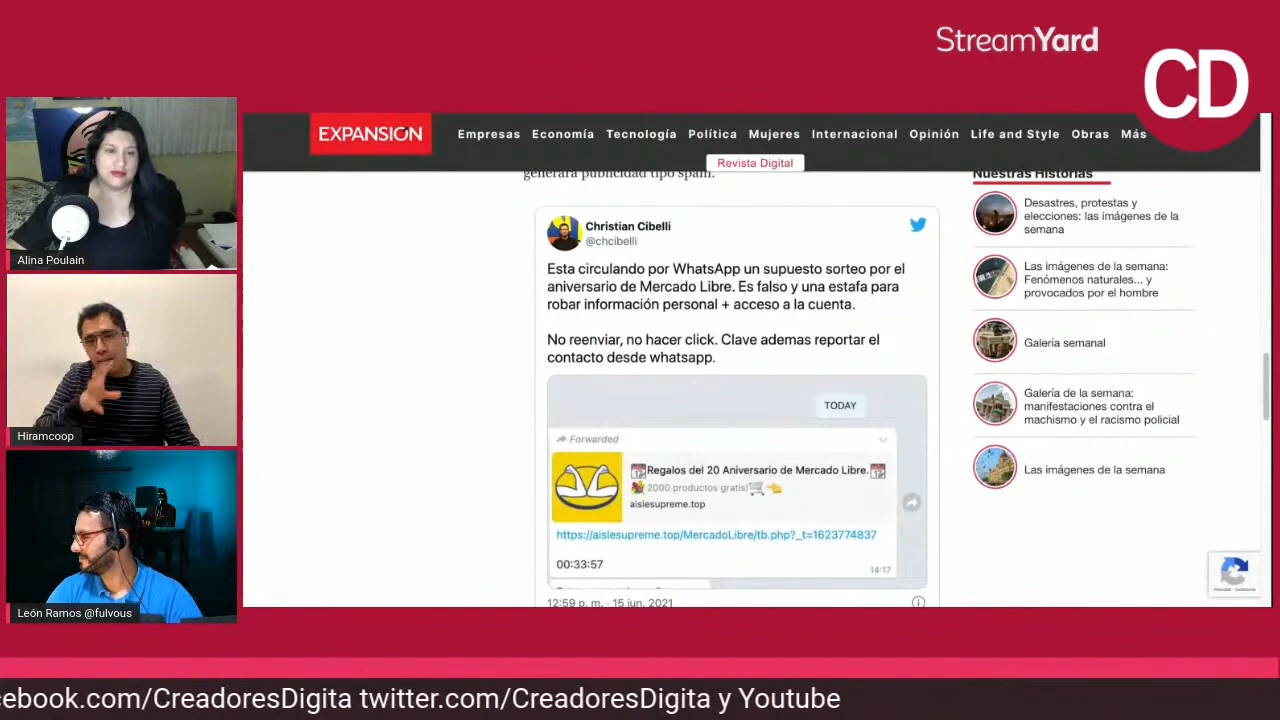 StreamYard
CD
EXPANSIÓN
Empresas Economía Tecnología Política Mujeres Internacional Opinión Life and Style Obras Más
Revista Digital
generará publicidad tipo spam.
Nuestras Historias
Christian Cibelli
@chcibelli
Esta circulando por WhatsApp un supuesto sorteo por el
aniversario de Mercado Libre. Es falso y una estafa para
robar información personal + acceso a la cuenta.
No reenviar, no hacer click. Clave ademas reportar el
contacto desde whatsapp.
TODAY
Forwarded
📅Regalos del 20 Aniversario de Mercado Libre.📅
🎉2000 productos gratis!🛒👈
aislesupreme.top
https://aislesupreme.top/MercadoLibre/tb.php?_t=1623774837
00:33:57
14:17
12:59 p. m. · 15 jun. 2021
Desastres, protestas y
elecciones: las imágenes de la
semana
Las imágenes de la semana:
Fenómenos naturales... y
provocados por el hombre
Galería semanal
Galería de la semana:
manifestaciones contra el
machismo y el racismo policial
Las imágenes de la semana
Alina Poulain
Hiramcoop
León Ramos @fulvous
cebook.com/CreadoresDigita twitter.com/CreadoresDigita y Youtube